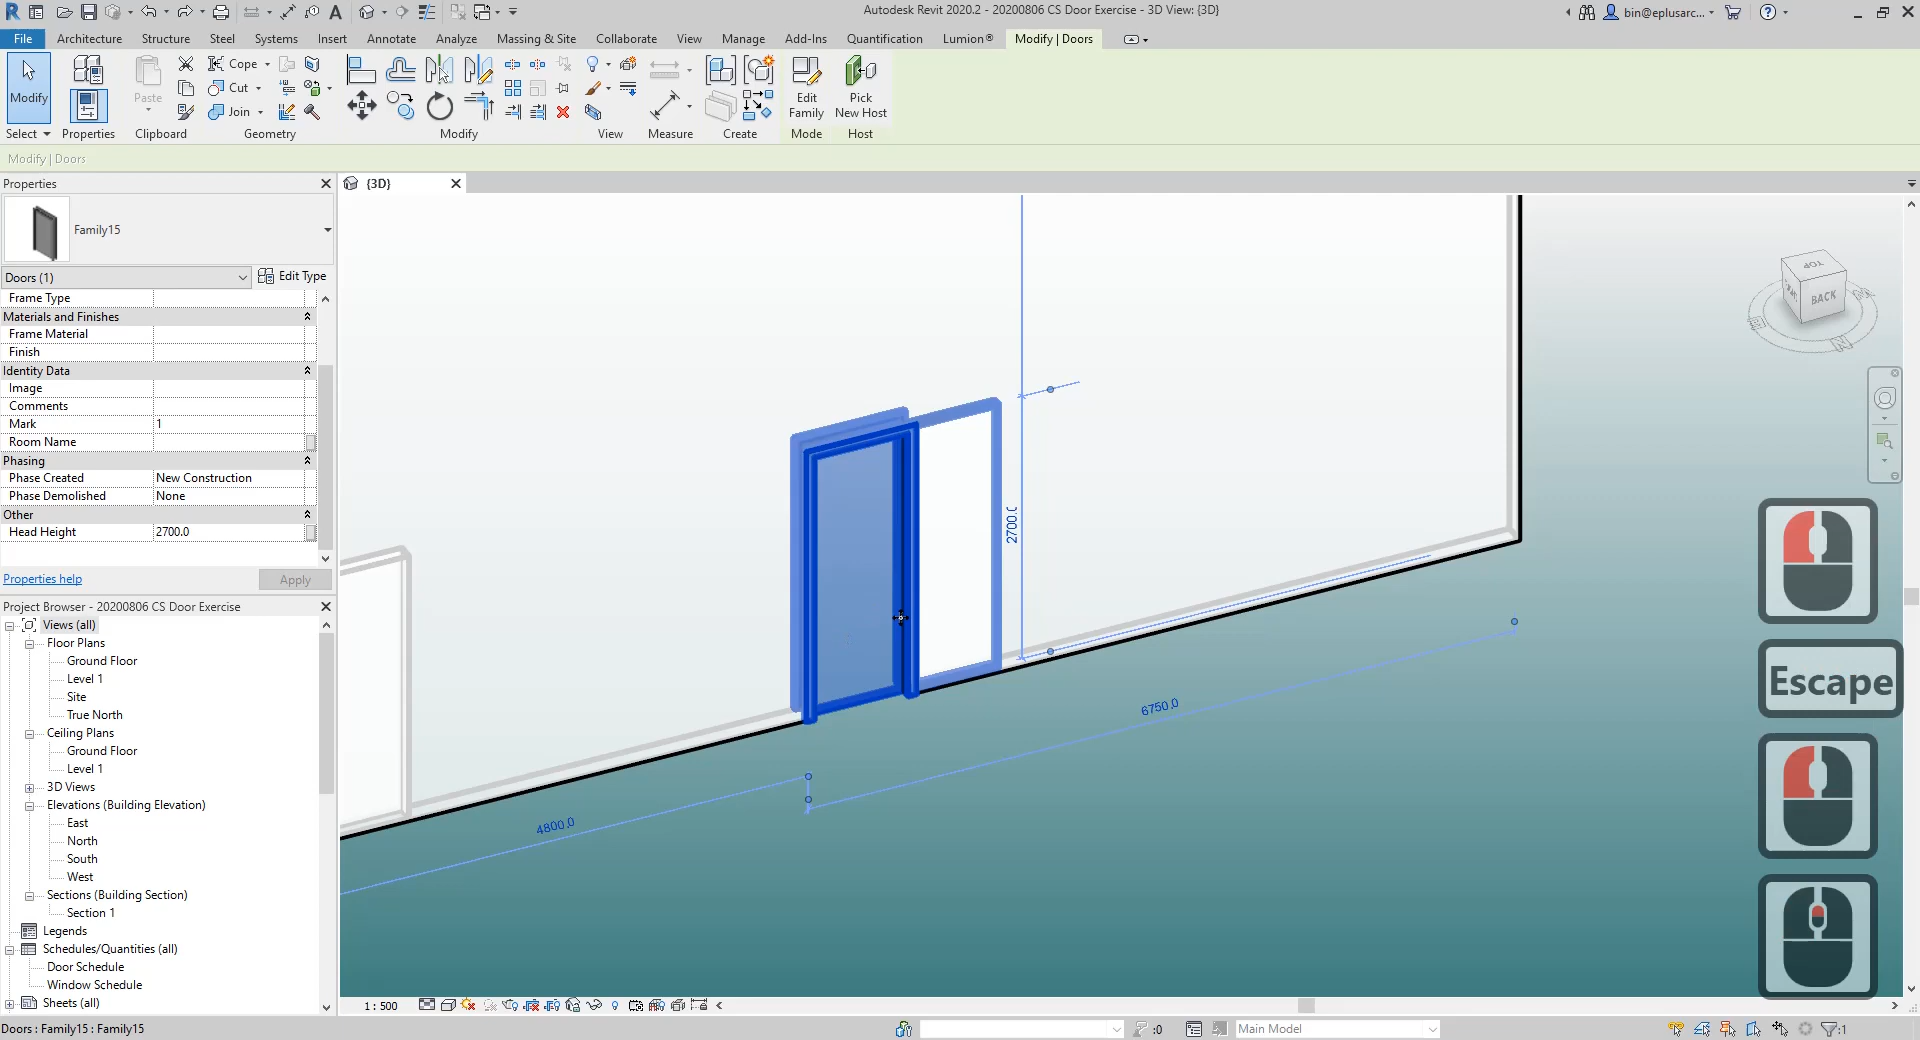 Autodesk Revit 2020.2 - 20200806 CS Door Exercise - 3D View: {3D}
bin@eplusarc...
File Architecture Structure Steel Systems Insert Annotate Analyze Massing & Site Collaborate View Manage Add-Ins Quantification Lumion® Modify | Doors
Modify
Paste
Cope
Cut
Join
Edit
Family
Pick
New Host
Select Properties Clipboard Geometry Modify View Measure Create Mode Host
Modify | Doors
Properties
{3D}
Family15
Doors (1)
Edit Type
Frame Type
Materials and Finishes
Frame Material
Finish
Identity Data
Image
Comments
Mark 1
Room Name
Phasing
Phase Created New Construction
Phase Demolished None
Other
Head Height 2700.0
Properties help
Apply
Project Browser - 20200806 CS Door Exercise
Views (all)
Floor Plans
Ground Floor
Level 1
Site
True North
Ceiling Plans
Ground Floor
Level 1
3D Views
Elevations (Building Elevation)
East
North
South
West
Sections (Building Section)
Section 1
Legends
Schedules/Quantities (all)
Door Schedule
Window Schedule
Sheets (all)
2700.0
6750.0
4800.0
TOP
BACK
E
N
Escape
1 : 500
Doors : Family15 : Family15
:0
Main Model
:1